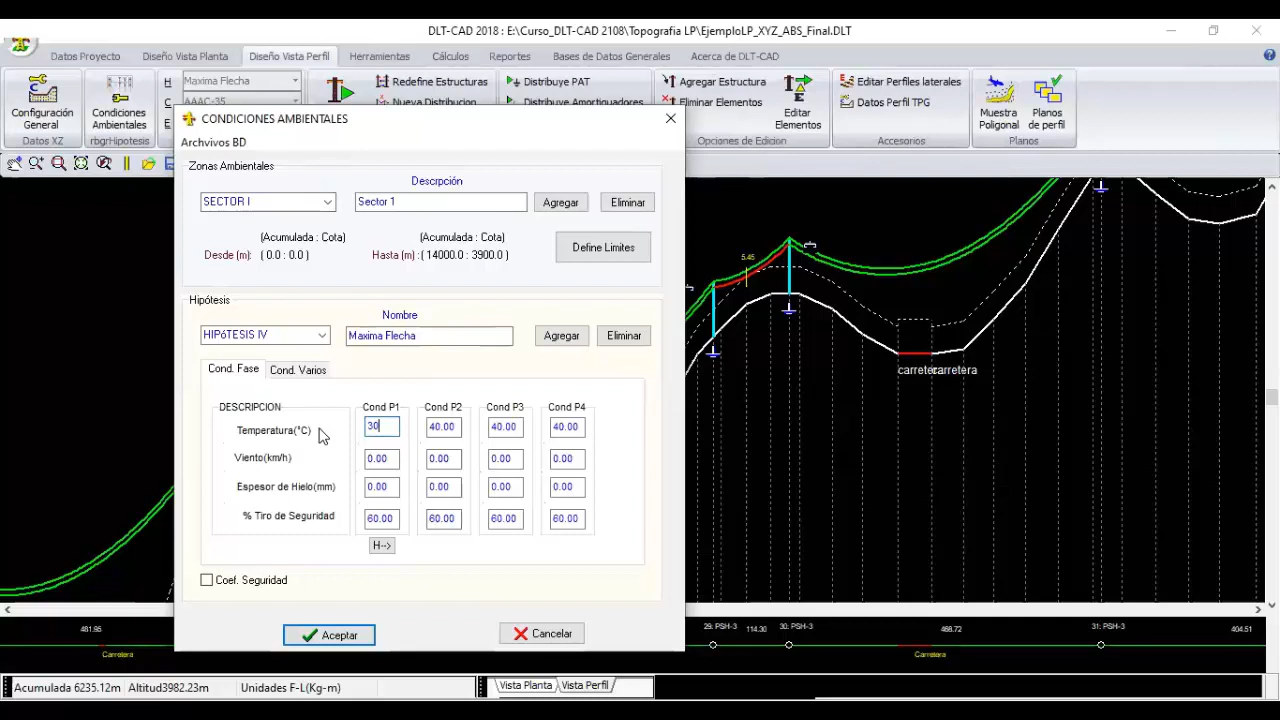 DLT-CAD 2018 : E:\Curso_DLT-CAD 2108\Topografia LP\EjemploLP_XYZ_ABS_Final.DLT
Datos Proyecto Diseño Vista Planta Diseño Vista Perfil Herramientas Cálculos Reportes Bases de Datos Generales Acerca de DLT-CAD
H Maxima Flecha Redefine Estructuras Distribuye PAT Agregar Estructura Editar Perfiles laterales
C AAAC-35 Nueva Distribucion Distribuye Amortiguadores Eliminar Elementos Datos Perfil TPG
E
Configuración General
Condiciones Ambientales
Editar Elementos
Muestra Poligonal
Planos de perfil
Datos XZ rbgrHipotesis Opciones de Edicion Accesorios Planos
CONDICIONES AMBIENTALES
Archvivos BD
Zonas Ambientales
Descrpción
SECTOR I Sector 1 Agregar Eliminar
(Acumulada : Cota) (Acumulada : Cota)
Desde (m): ( 0.0 : 0.0 ) Hasta (m) : ( 14000.0 : 3900.0 ) Define Limites
Hipótesis
Nombre
HIPóTESIS IV Maxima Flecha Agregar Eliminar
Cond. Fase Cond. Varios
DESCRIPCION Cond P1 Cond P2 Cond P3 Cond P4
Temperatura(°C) 30 40.00 40.00 40.00
Viento(km/h) 0.00 0.00 0.00 0.00
Espesor de Hielo(mm) 0.00 0.00 0.00 0.00
% Tiro de Seguridad 60.00 60.00 60.00 60.00
H-->
Coef. Seguridad
Aceptar Cancelar
5.45
carretera
carretera
481.95 29: PSH-3 114.30 30: PSH-3 466.72 31: PSH-3 404.51
Carretera Carretera
Acumulada 6235.12m Altitud3982.23m Unidades F-L(Kg-m) Vista Planta Vista Perfil